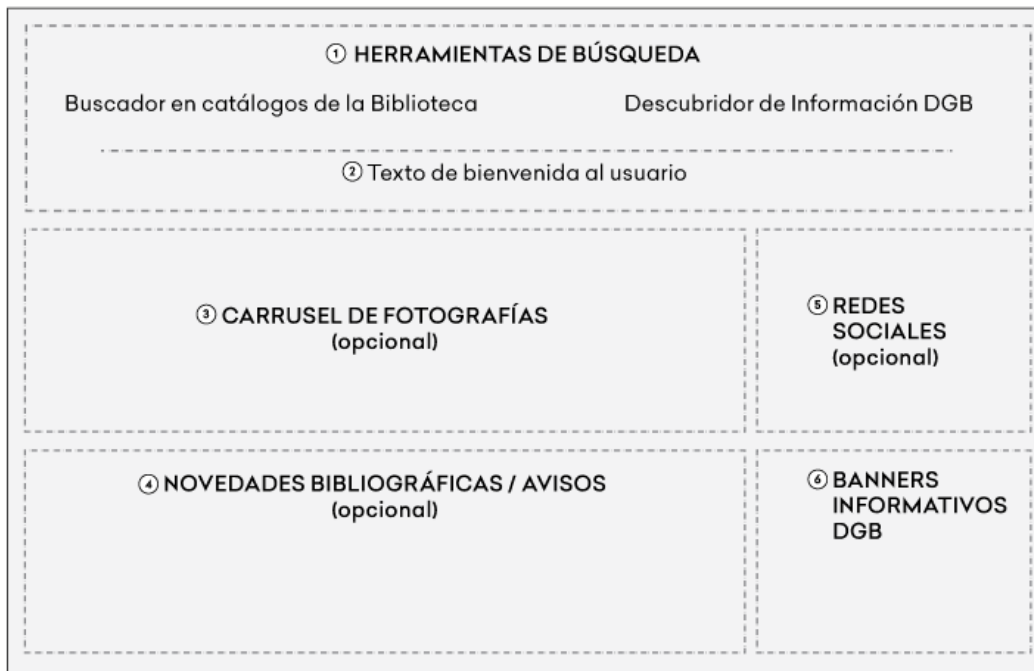 ① HERRAMIENTAS DE BÚSQUEDA
Buscador en catálogos de la Biblioteca
Descubridor de Información DGB
② Texto de bienvenida al usuario
③ CARRUSEL DE FOTOGRAFÍAS
(opcional)
⑤ REDES
SOCIALES
(opcional)
④ NOVEDADES BIBLIOGRÁFICAS / AVISOS
(opcional)
⑥ BANNERS
INFORMATIVOS
DGB